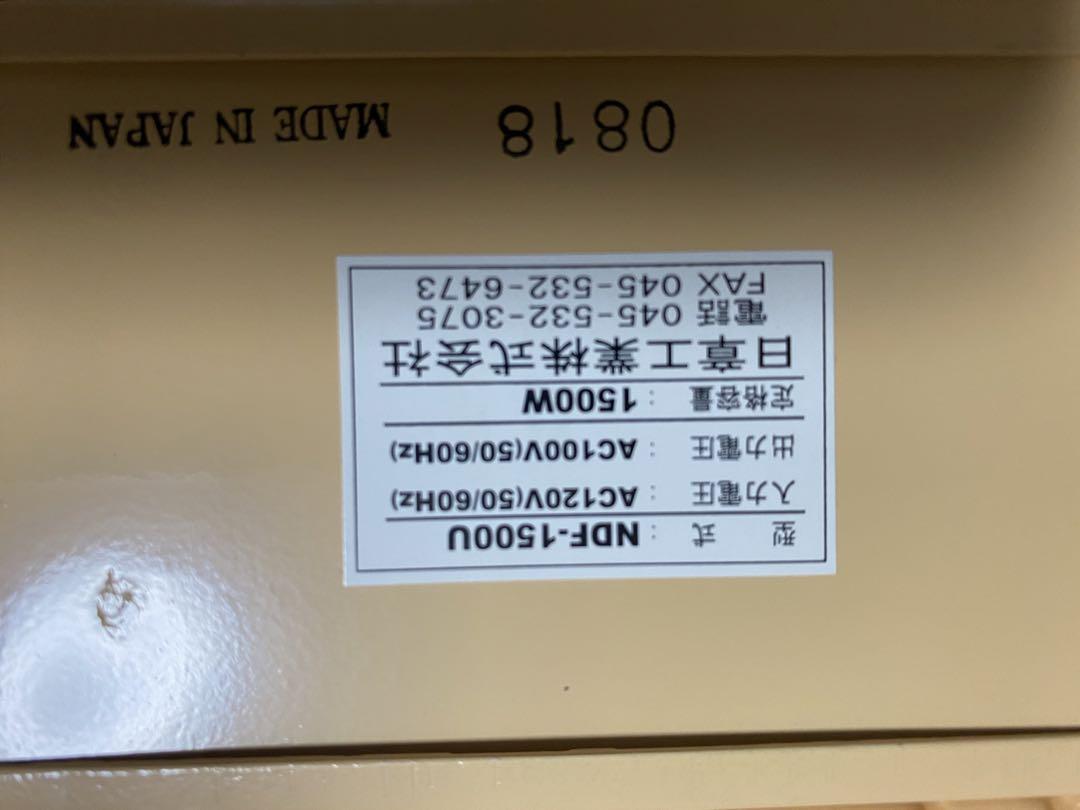 型 式 : NDF-1500U
入力電圧 : AC120V(50/60Hz)
出力電圧 : AC100V(50/60Hz)
定格容量 : 1500W
日章工業株式会社
電話 045-532-3075
FAX 045-532-6473
0818 MADE IN JAPAN